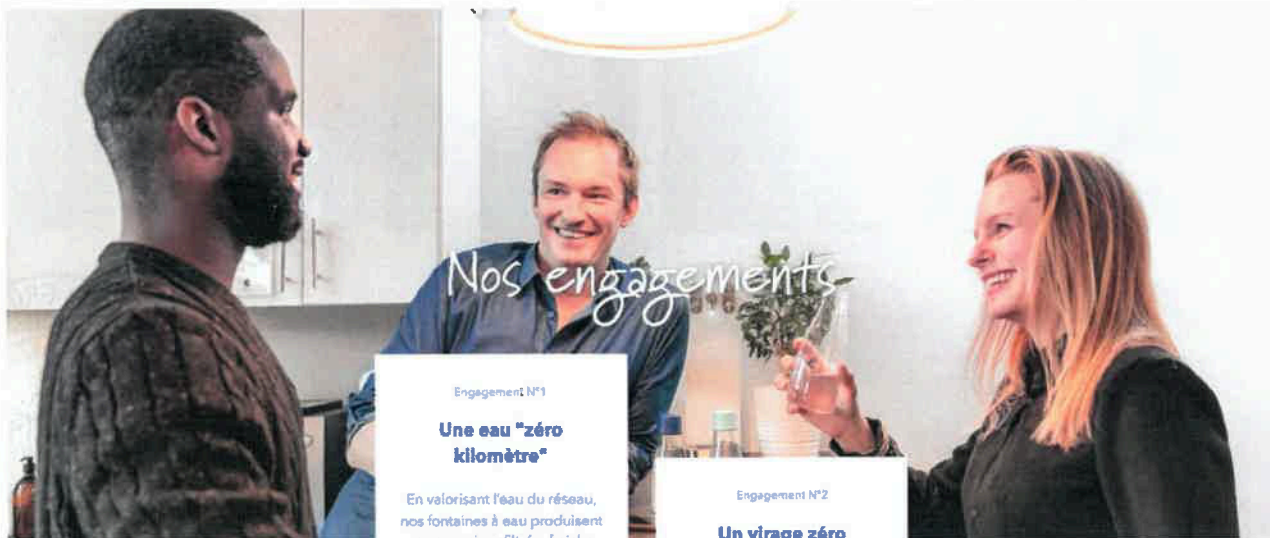 Nos engagements
Engagement N°1
Une eau "zéro
kilomètre"
En valorisant l'eau du réseau,
nos fontaines à eau produisent
Engagement N°2
Un virage zéro